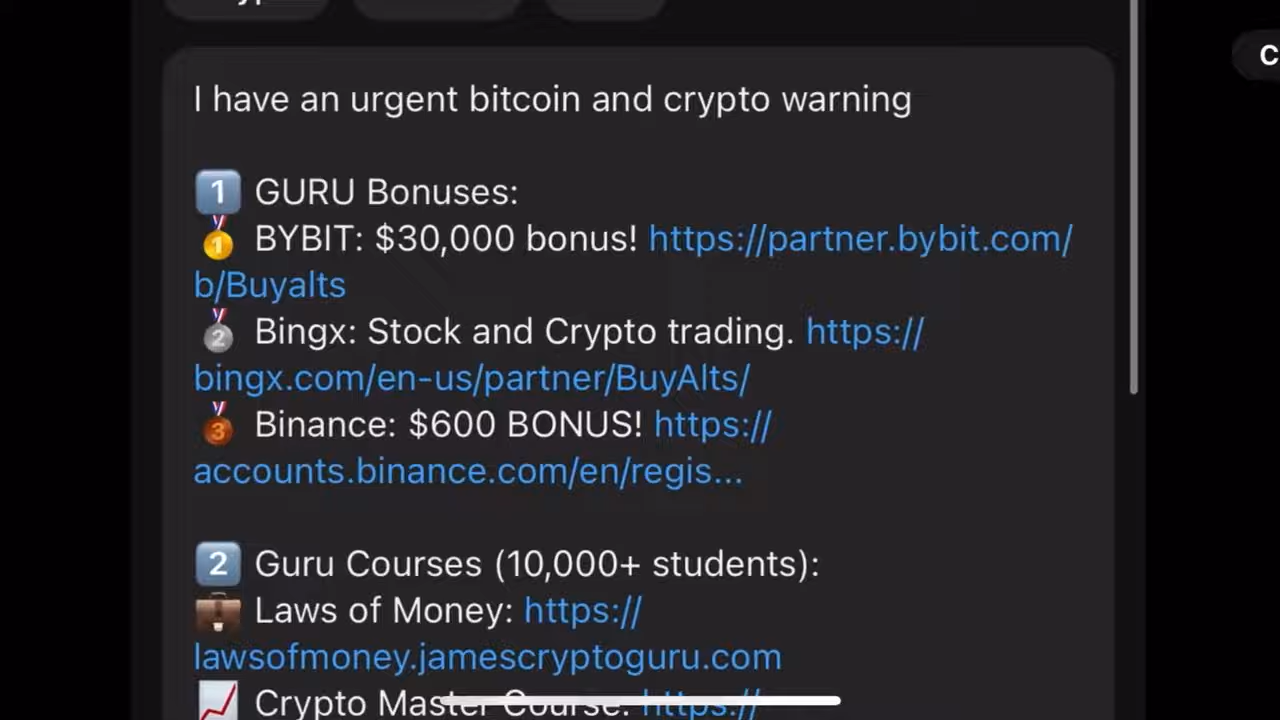 I have an urgent bitcoin and crypto warning
1 GURU Bonuses:
1 BYBIT: $30,000 bonus! https://partner.bybit.com/
b/Buyalts
2 Bingx: Stock and Crypto trading. https://
bingx.com/en-us/partner/BuyAlts/
3 Binance: $600 BONUS! https://
accounts.binance.com/en/regis...
2 Guru Courses (10,000+ students):
Laws of Money: https://
lawsofmoney.jamescryptoguru.com
Crypto Master Course: https://
C